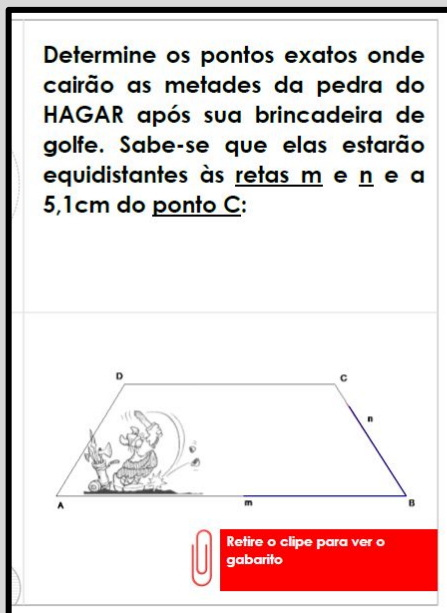 Determine os pontos exatos onde
cairão as metades da pedra do
HAGAR após sua brincadeira de
golfe. Sabe-se que elas estarão
equidistantes às retas m e n e a
5,1cm do ponto C:
D
C
n
A
m
B
Retire o clipe para ver o
gabarito